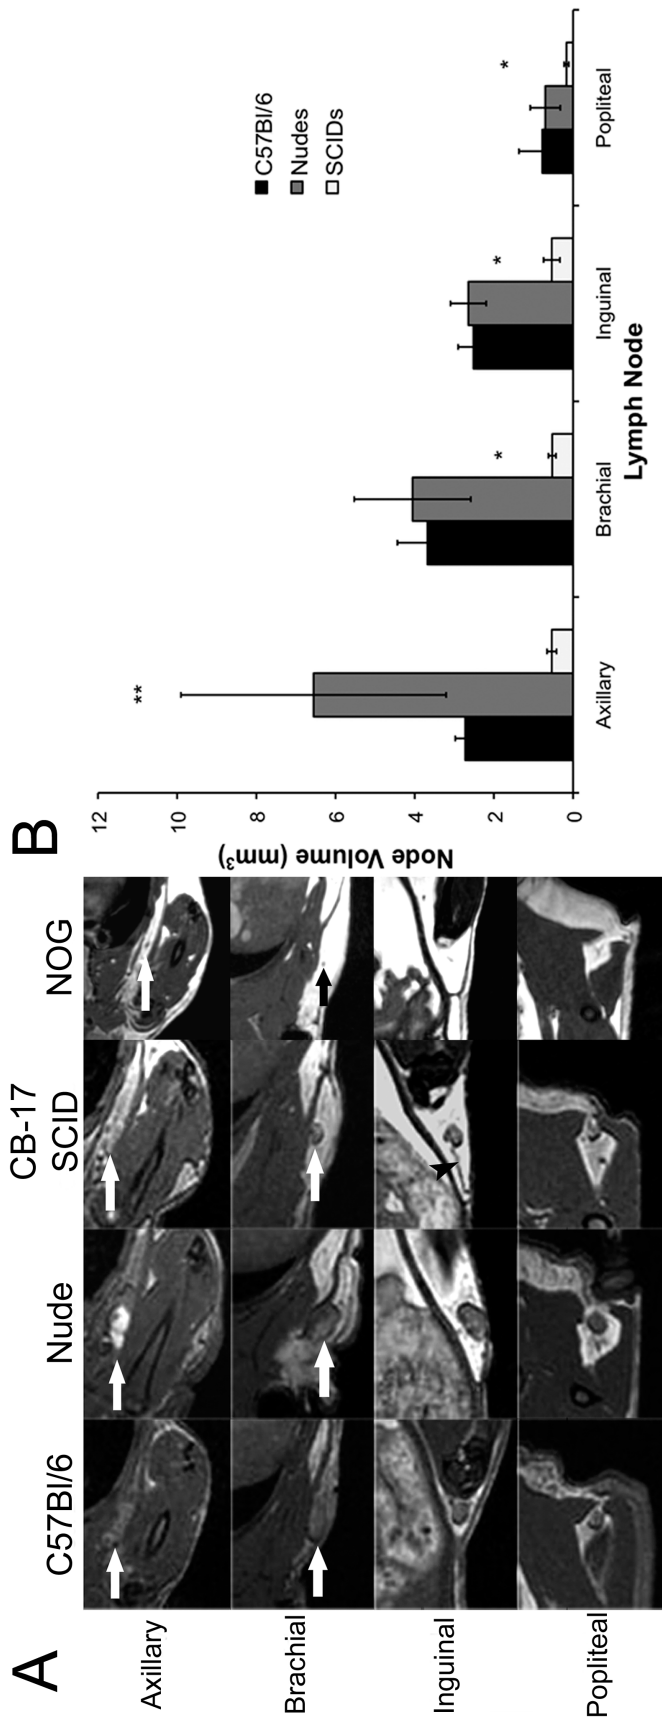 A
C57Bl/6
Nude
CB-17
SCID
NOG
Axillary
Brachial
Inguinal
Popliteal
B
Node Volume (mm³)
12
10
8
6
4
2
0
**
*
*
*
C57Bl/6
Nudes
SCIDs
Axillary
Brachial
Inguinal
Popliteal
Lymph Node